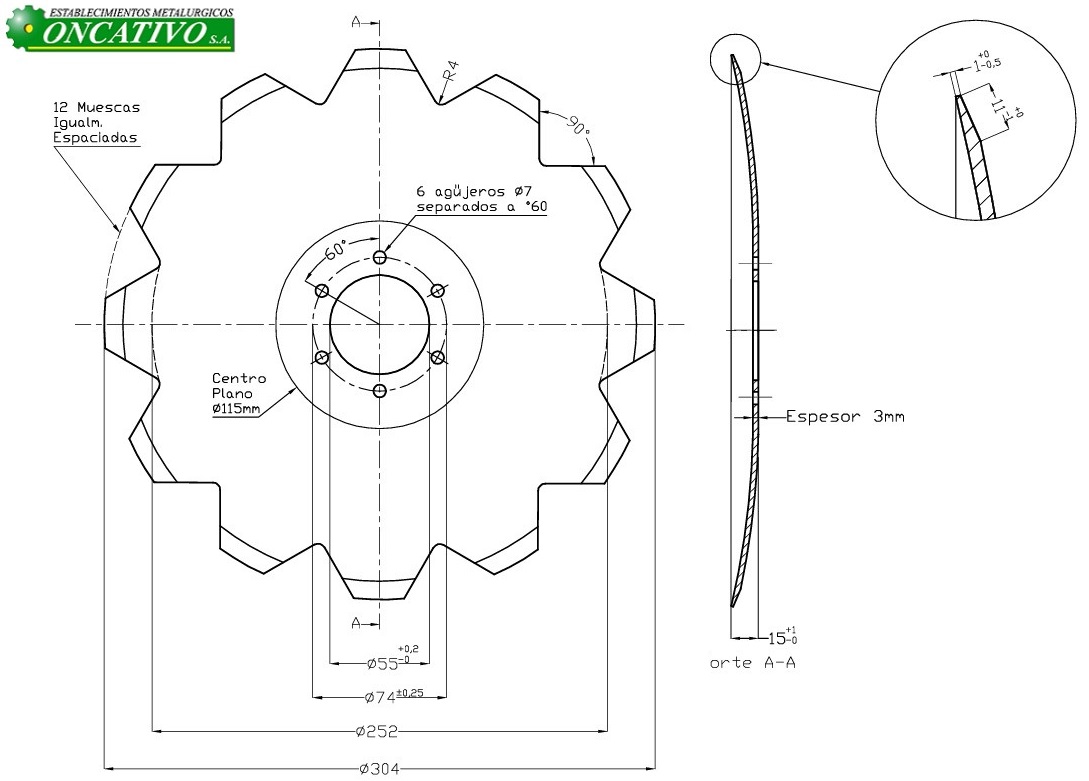 ESTABLECIMIENTOS METALURGICOS
ONCATIVO S.A.
A
R4
12 Muescas
Igualm.
Espaciadas
90°
6 agüjeros Ø7
separados a °60
60°
Centro
Plano
Ø115mm
A
Ø55 +0,2 -0
Ø74±0,25
Ø252
Ø304
1 +0 -0,5
11 +0 -1
Espesor 3mm
15 +1 -0
orte A-A